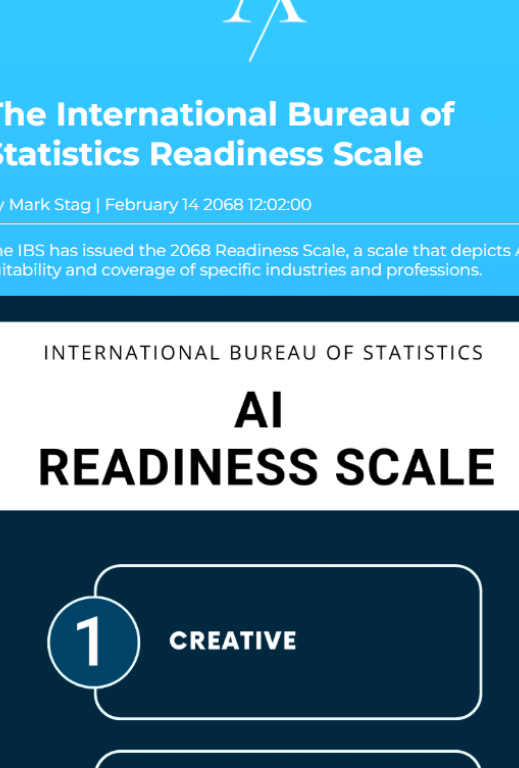 The International Bureau of
Statistics Readiness Scale
y Mark Stag | February 14 2068 12:02:00
he IBS has issued the 2068 Readiness Scale, a scale that depicts A
itability and coverage of specific industries and professions.
INTERNATIONAL BUREAU OF STATISTICS
AI
READINESS SCALE
1 CREATIVE